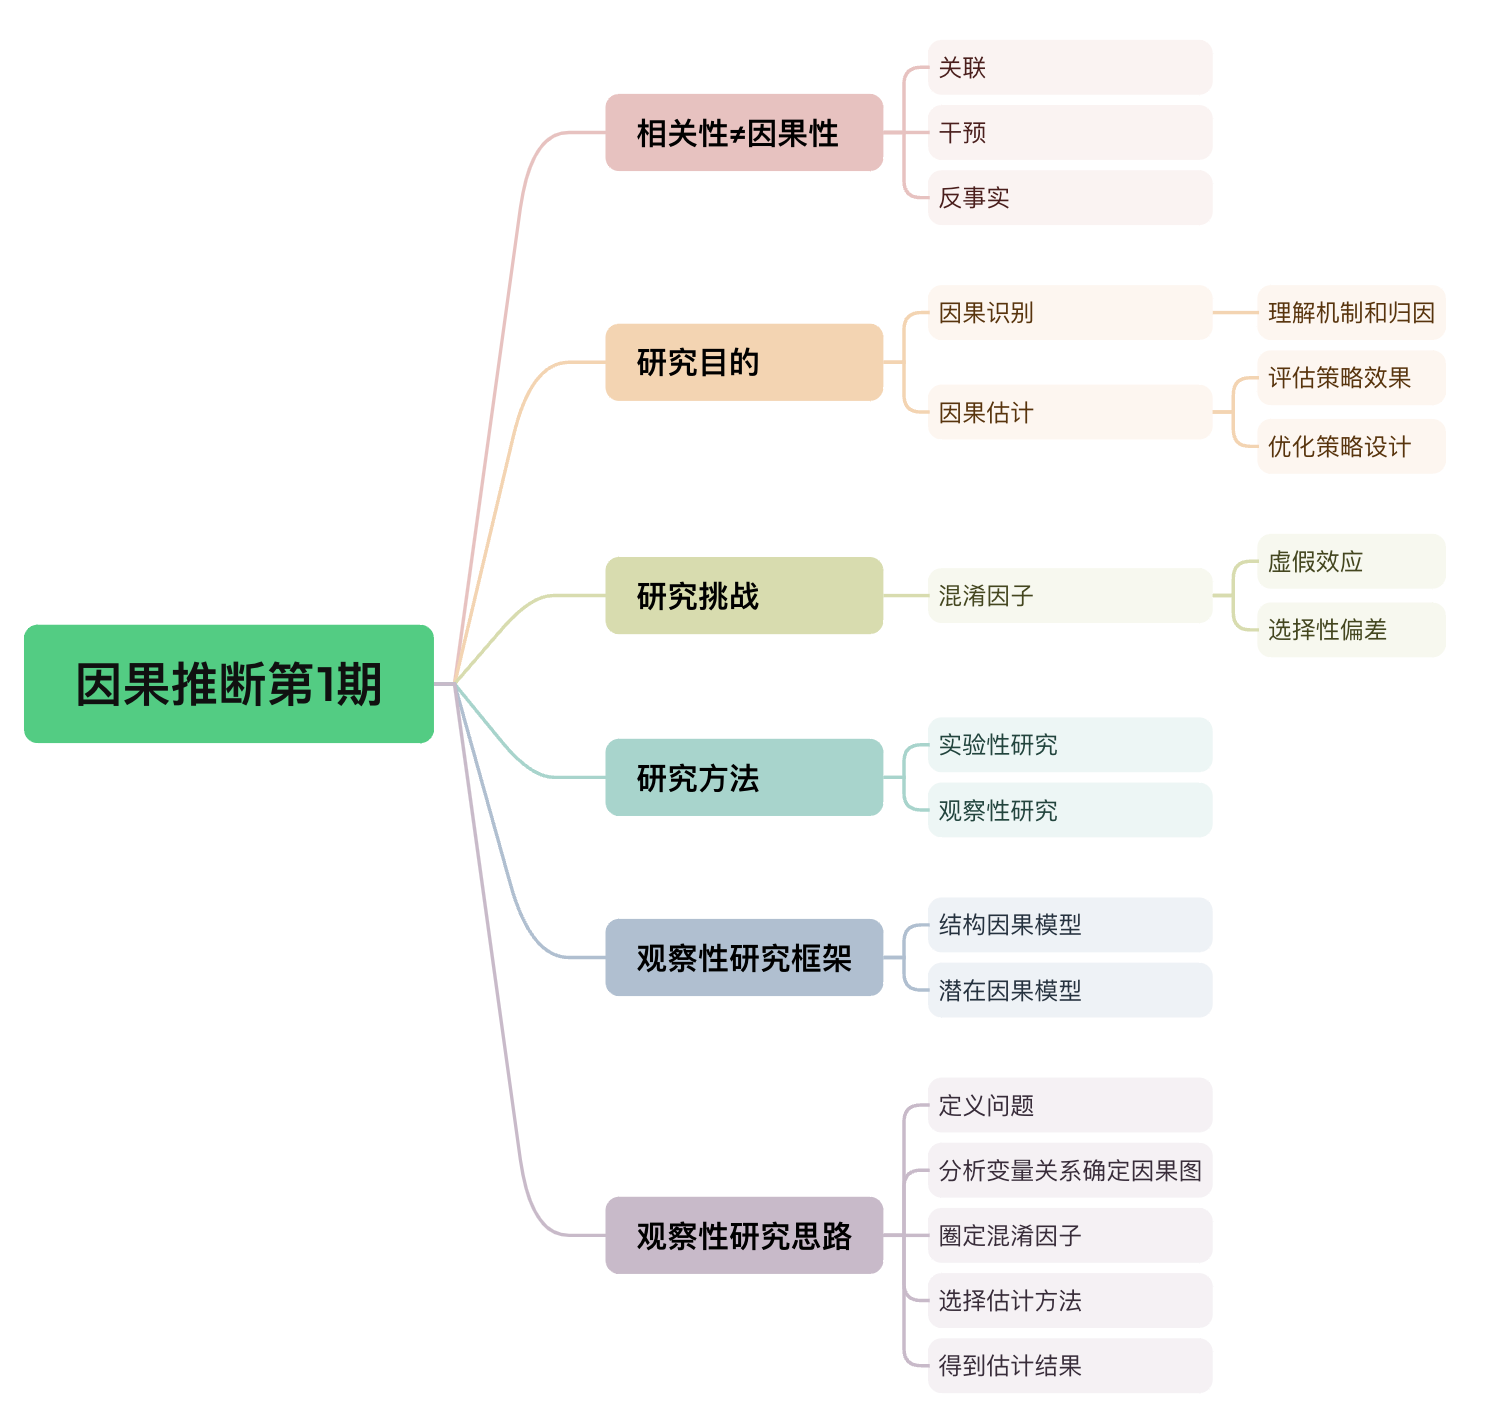 因果推断第1期
相关性≠因果性
关联
干预
反事实
研究目的
因果识别
理解机制和归因
因果估计
评估策略效果
优化策略设计
研究挑战
混淆因子
虚假效应
选择性偏差
研究方法
实验性研究
观察性研究
观察性研究框架
结构因果模型
潜在因果模型
观察性研究思路
定义问题
分析变量关系确定因果图
圈定混淆因子
选择估计方法
得到估计结果